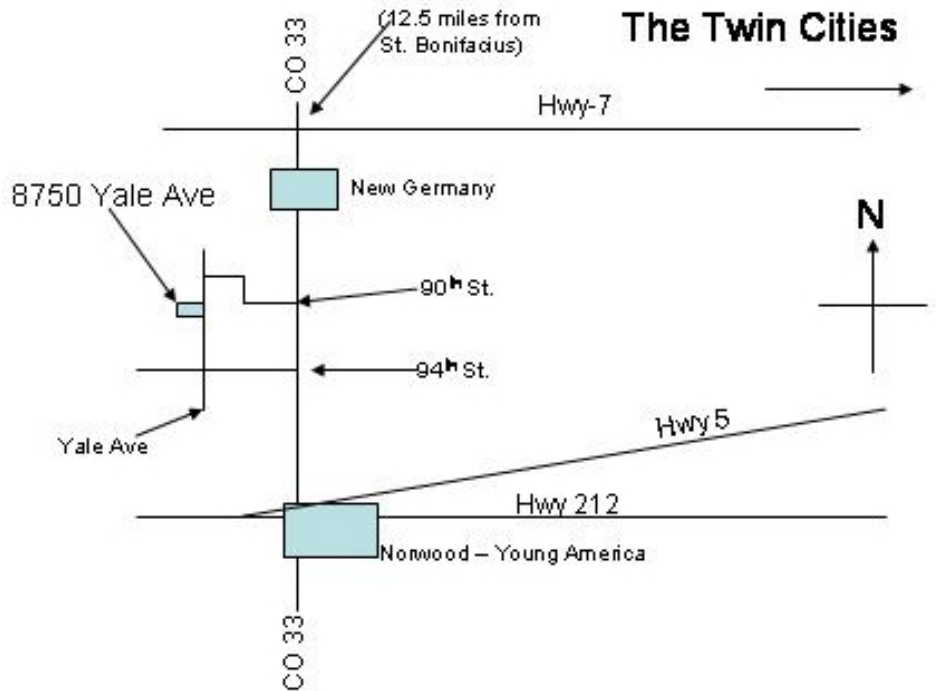 CO 33
(12.5 miles from
St. Bonifacius)
The Twin Cities
Hwy-7
8750 Yale Ave
New Germany
N
90th St.
94th St.
Yale Ave
Hwy 5
Hwy 212
Norwood – Young America
CO 33